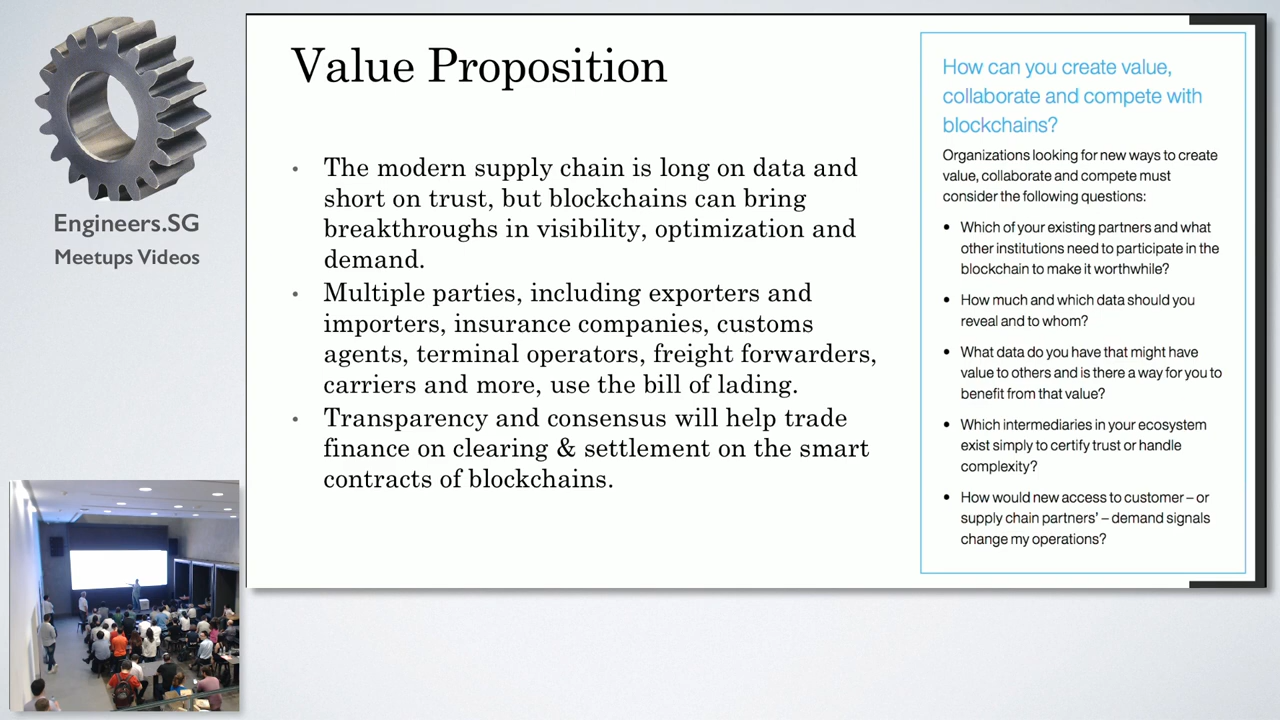 Engineers.SG
Meetups Videos
Value Proposition
• The modern supply chain is long on data and
short on trust, but blockchains can bring
breakthroughs in visibility, optimization and
demand.
• Multiple parties, including exporters and
importers, insurance companies, customs
agents, terminal operators, freight forwarders,
carriers and more, use the bill of lading.
• Transparency and consensus will help trade
finance on clearing & settlement on the smart
contracts of blockchains.
How can you create value,
collaborate and compete with
blockchains?
Organizations looking for new ways to create
value, collaborate and compete must
consider the following questions:
• Which of your existing partners and what
other institutions need to participate in the
blockchain to make it worthwhile?
• How much and which data should you
reveal and to whom?
• What data do you have that might have
value to others and is there a way for you to
benefit from that value?
• Which intermediaries in your ecosystem
exist simply to certify trust or handle
complexity?
• How would new access to customer – or
supply chain partners’ – demand signals
change my operations?